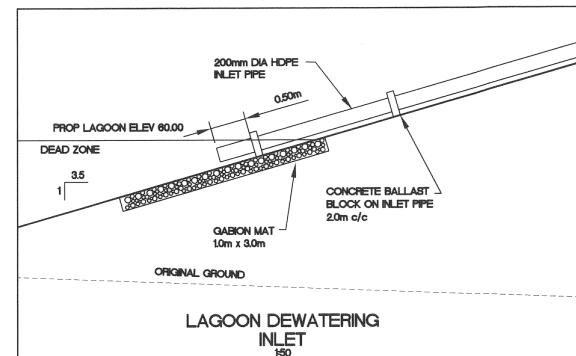 200mm DIA HDPE
INLET PIPE
0.50m
PROP LAGOON ELEV 60.00
DEAD ZONE
3.5
1
CONCRETE BALLAST
BLOCK ON INLET PIPE
2.0m c/c
GABION MAT
1.0m x 3.0m
ORIGINAL GROUND
LAGOON DEWATERING
INLET
1:50